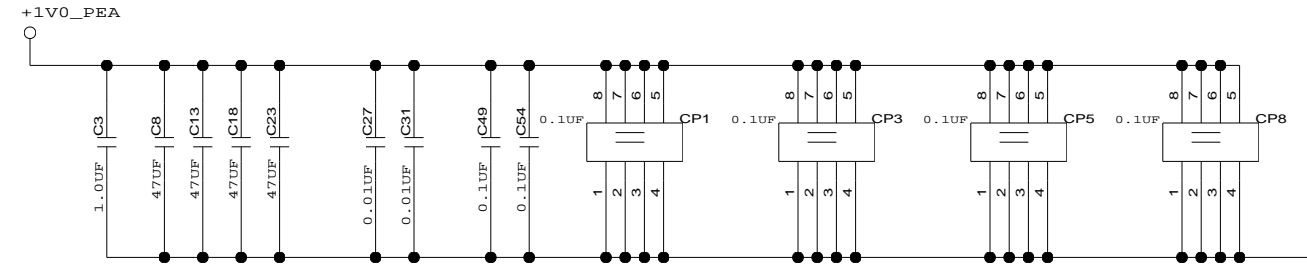 +1V0_PEA
C3
1.0UF
C8
47UF
C13
47UF
C18
47UF
C23
47UF
C27
0.01UF
C31
0.01UF
C49
0.1UF
C54
0.1UF
8 7 6 5
0.1UF CP1
1 2 3 4
8 7 6 5
0.1UF CP3
1 2 3 4
8 7 6 5
0.1UF CP5
1 2 3 4
8 7 6 5
0.1UF CP8
1 2 3 4